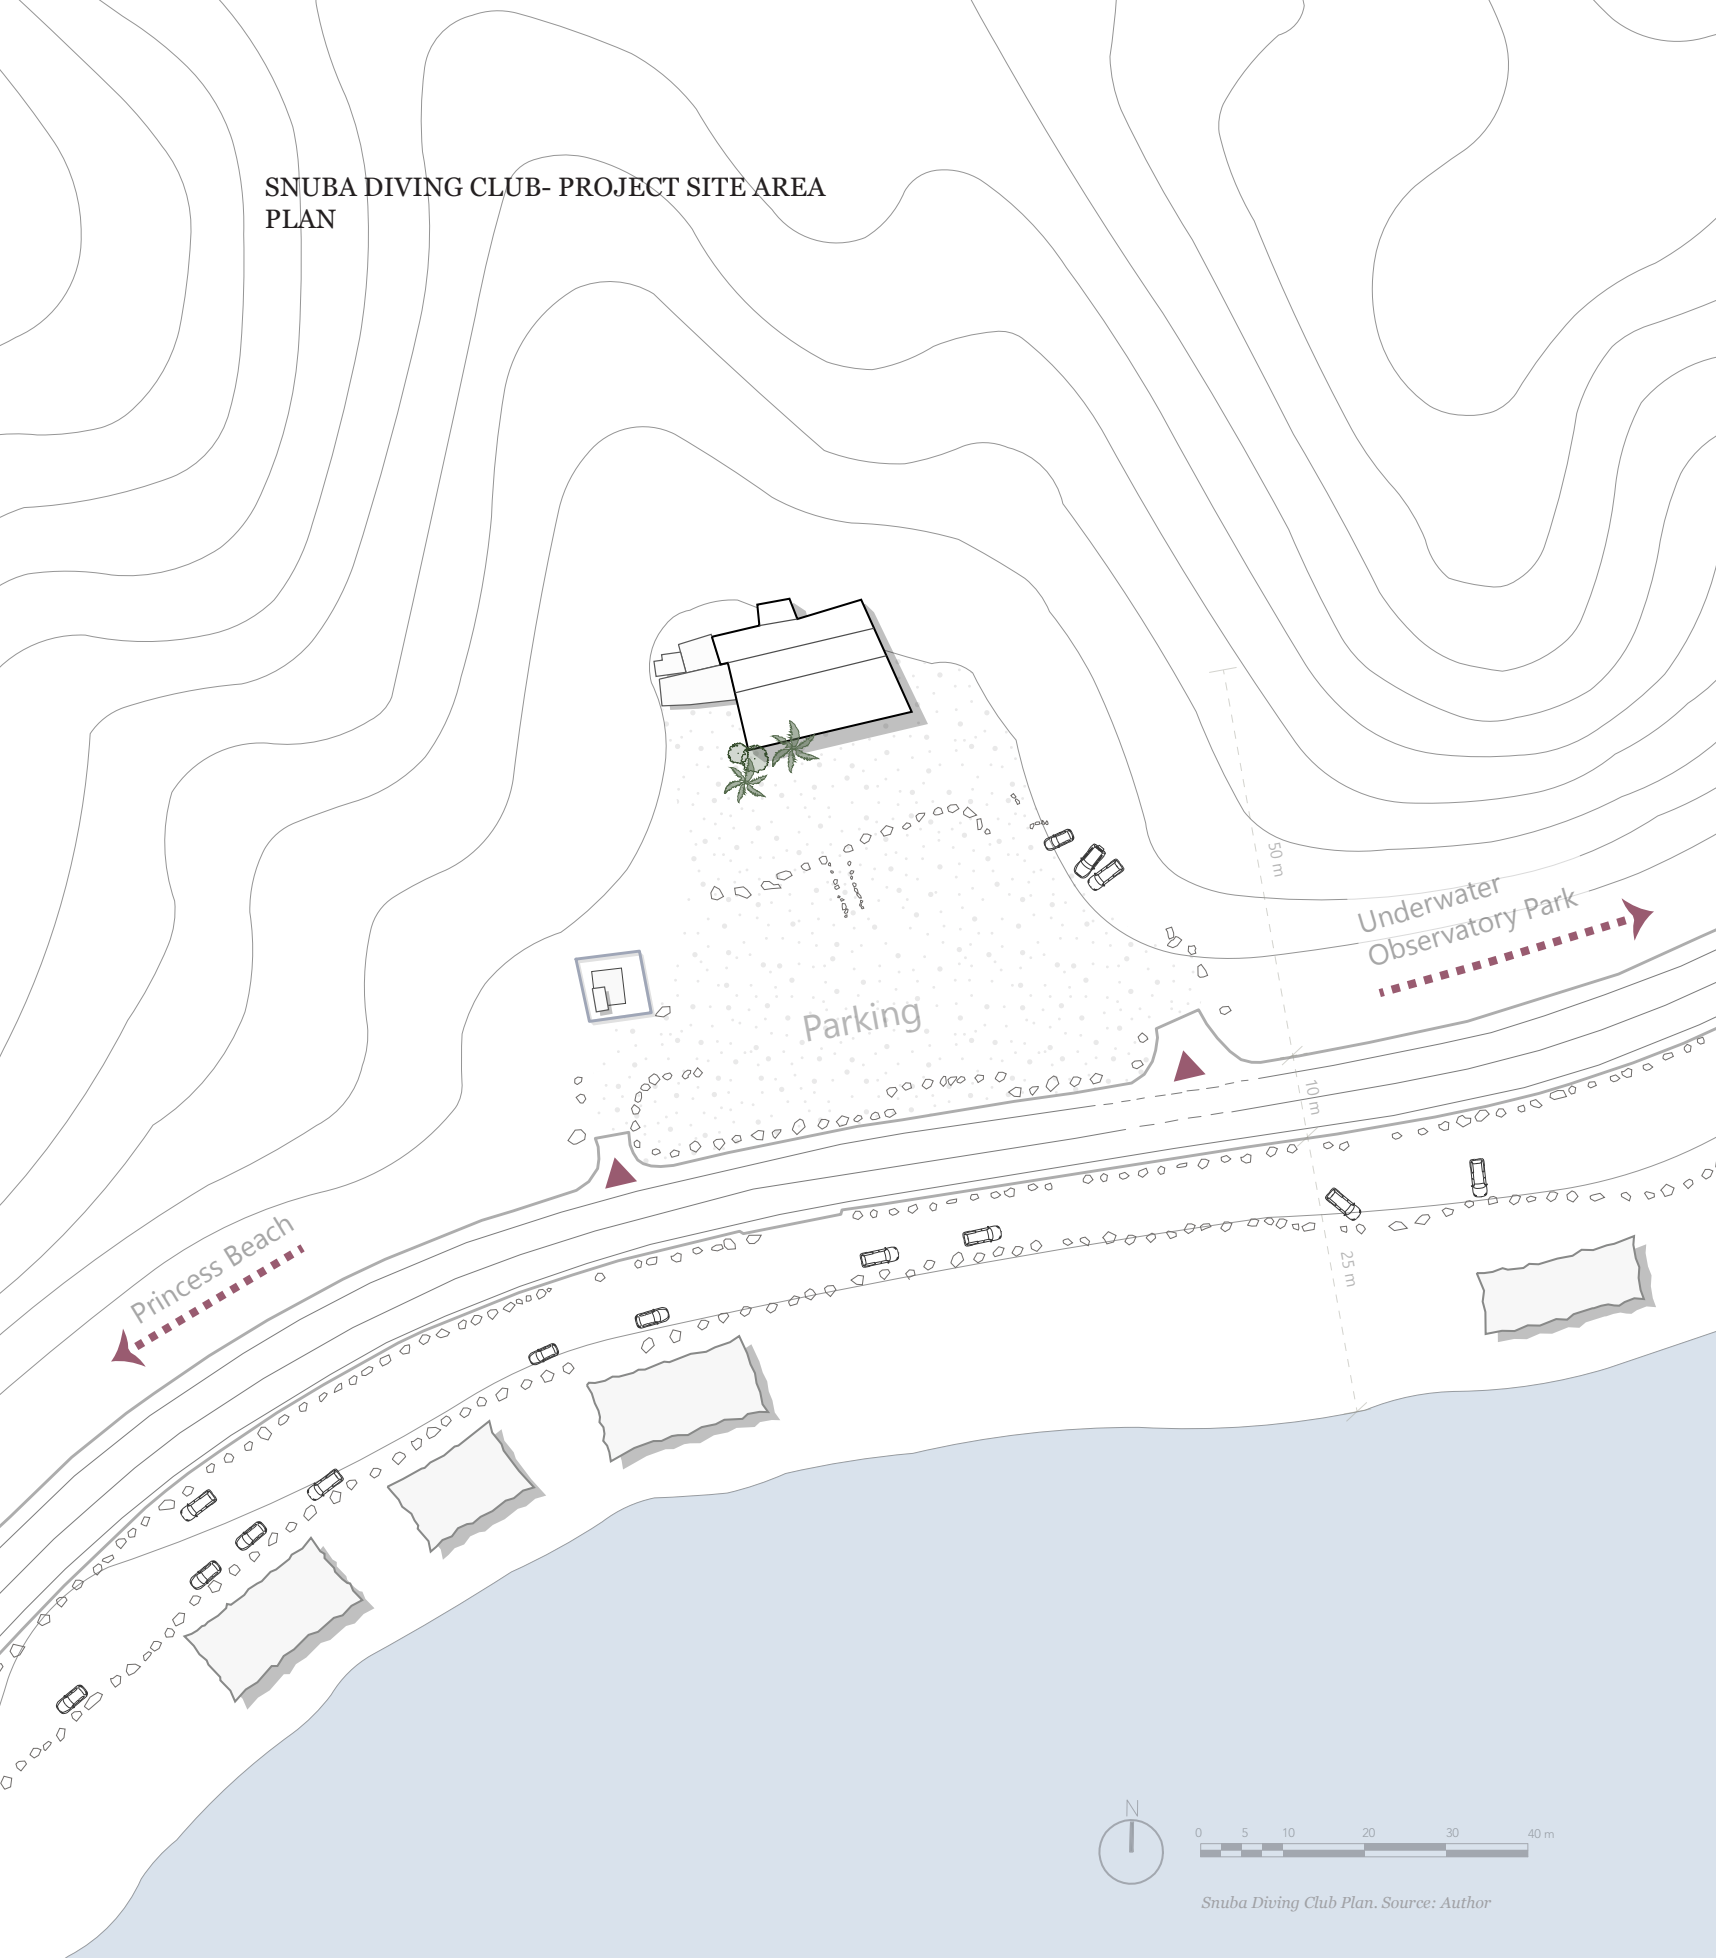 SNUBA DIVING CLUB- PROJECT SITE AREA
PLAN
50 m
Underwater
Observatory Park
Parking
10 m
Princess Beach
25 m
N
0 5 10 20 30 40 m
Snuba Diving Club Plan. Source: Author